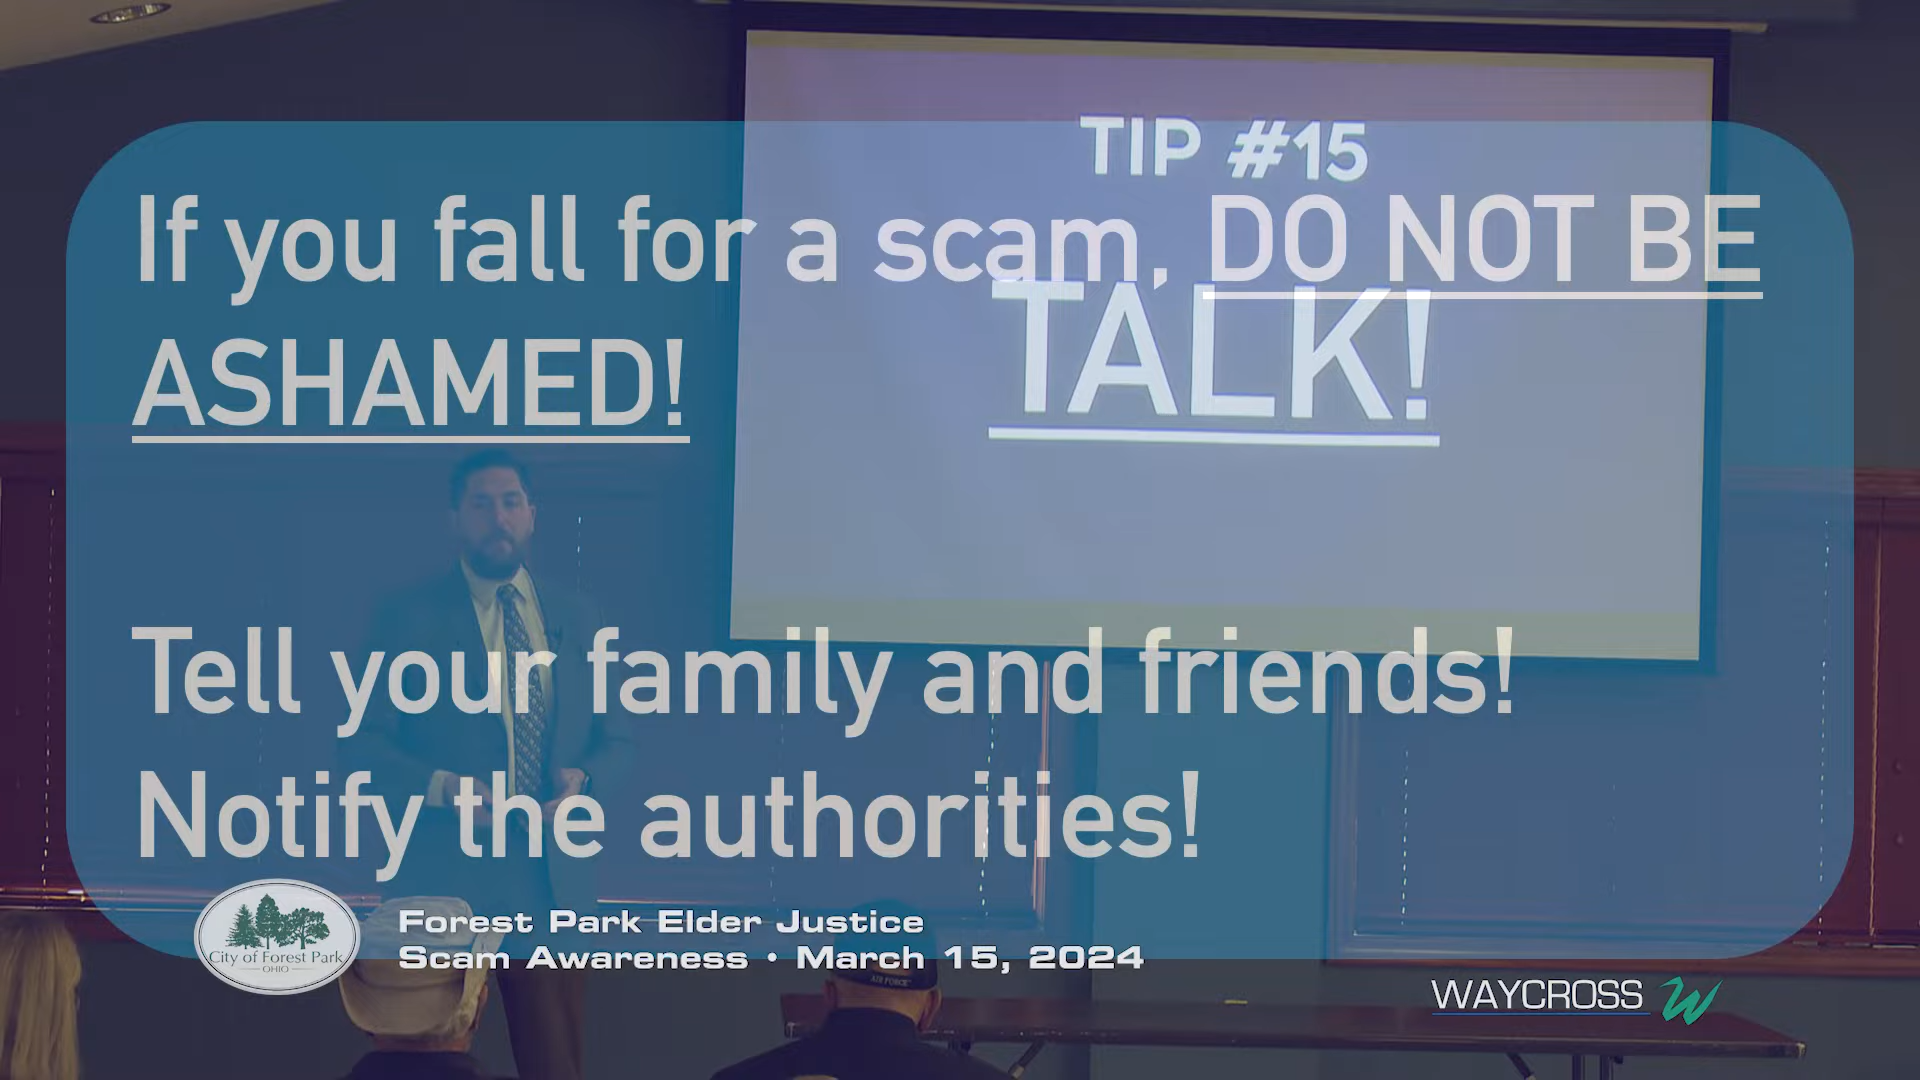 TIP #15
TALK!
If you fall for a scam, DO NOT BE
ASHAMED!
Tell your family and friends!
Notify the authorities!
City of Forest Park
OHIO
Forest Park Elder Justice
Scam Awareness • March 15, 2024
AIR FORCE
WAYCROSS W